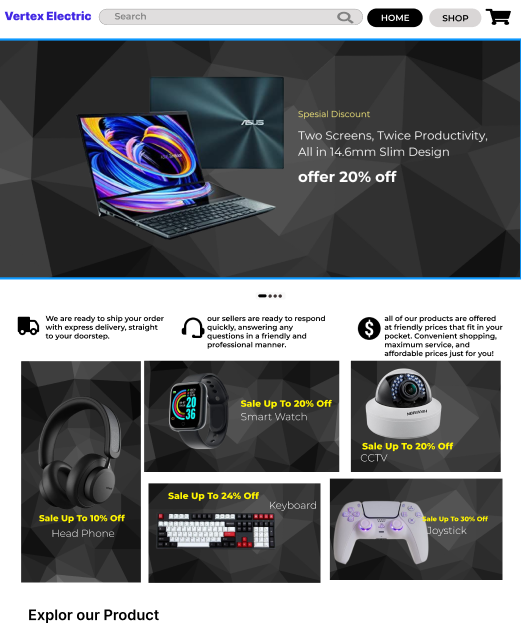 Vertex Electric
Search
HOME
SHOP
Spesial Discount
Two Screens, Twice Productivity,
All in 14.6mm Slim Design
offer 20% off
ASUS
We are ready to ship your order
with express delivery, straight
to your doorstep.
our sellers are ready to respond
quickly, answering any
questions in a friendly and
professional manner.
all of our products are offered
at friendly prices that fit in your
pocket. Convenient shopping,
maximum service, and
affordable prices just for you!
Sale Up To 10% Off
Head Phone
20
36
Sale Up To 20% Off
Smart Watch
HIKVISION
Sale Up To 20% Off
CCTV
Sale Up To 24% Off
Keyboard
Sale Up To 30% Off
Joystick
Explor our Product